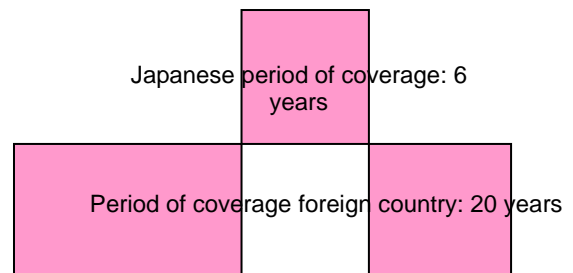 Japanese period of coverage: 6
years
Period of coverage foreign country: 20 years